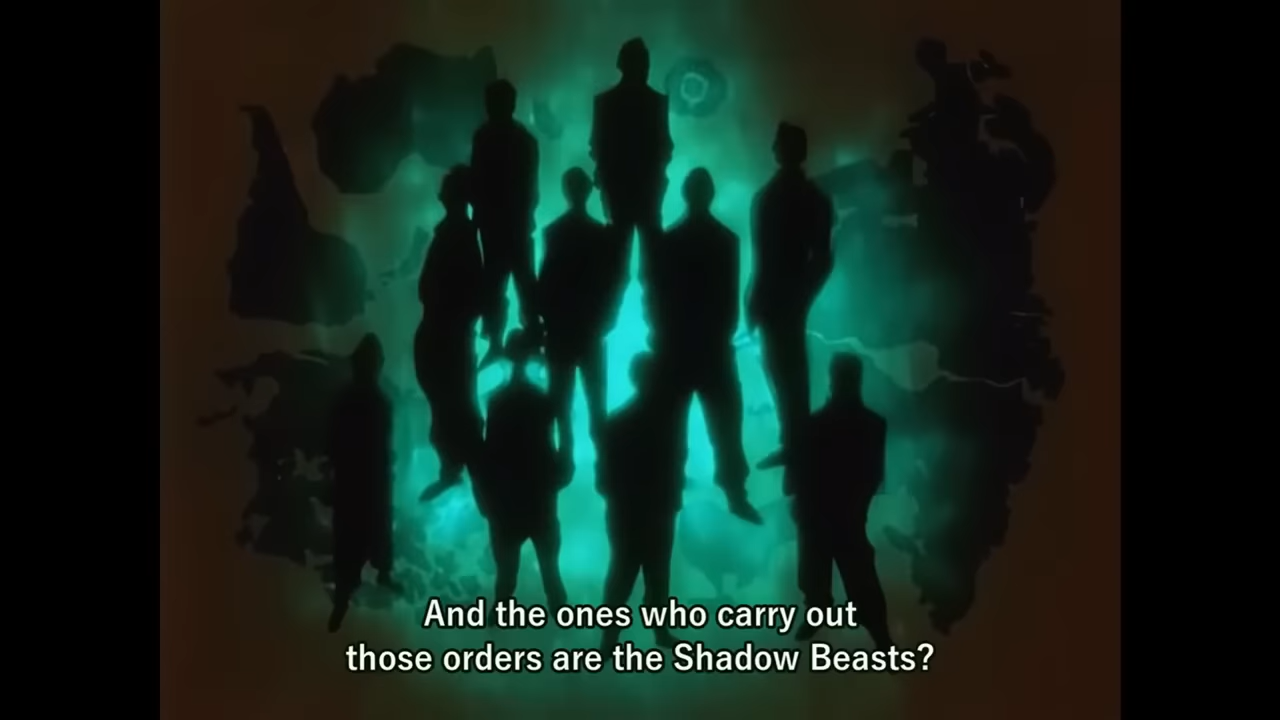 And the ones who carry out
those orders are the Shadow Beasts?